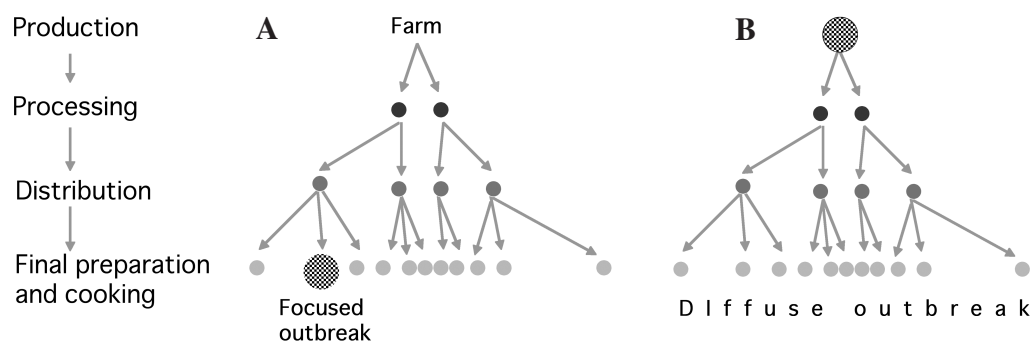 Production
Processing
Distribution
Final preparation
and cooking
A
Farm
Focused
outbreak
B
DIffuse outbreak